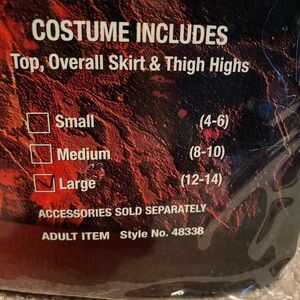 COSTUME INCLUDES
Top, Overall Skirt & Thigh Highs
Small (4-6)
Medium (8-10)
Large (12-14)
ACCESSORIES SOLD SEPARATELY
ADULT ITEM Style No. 48338